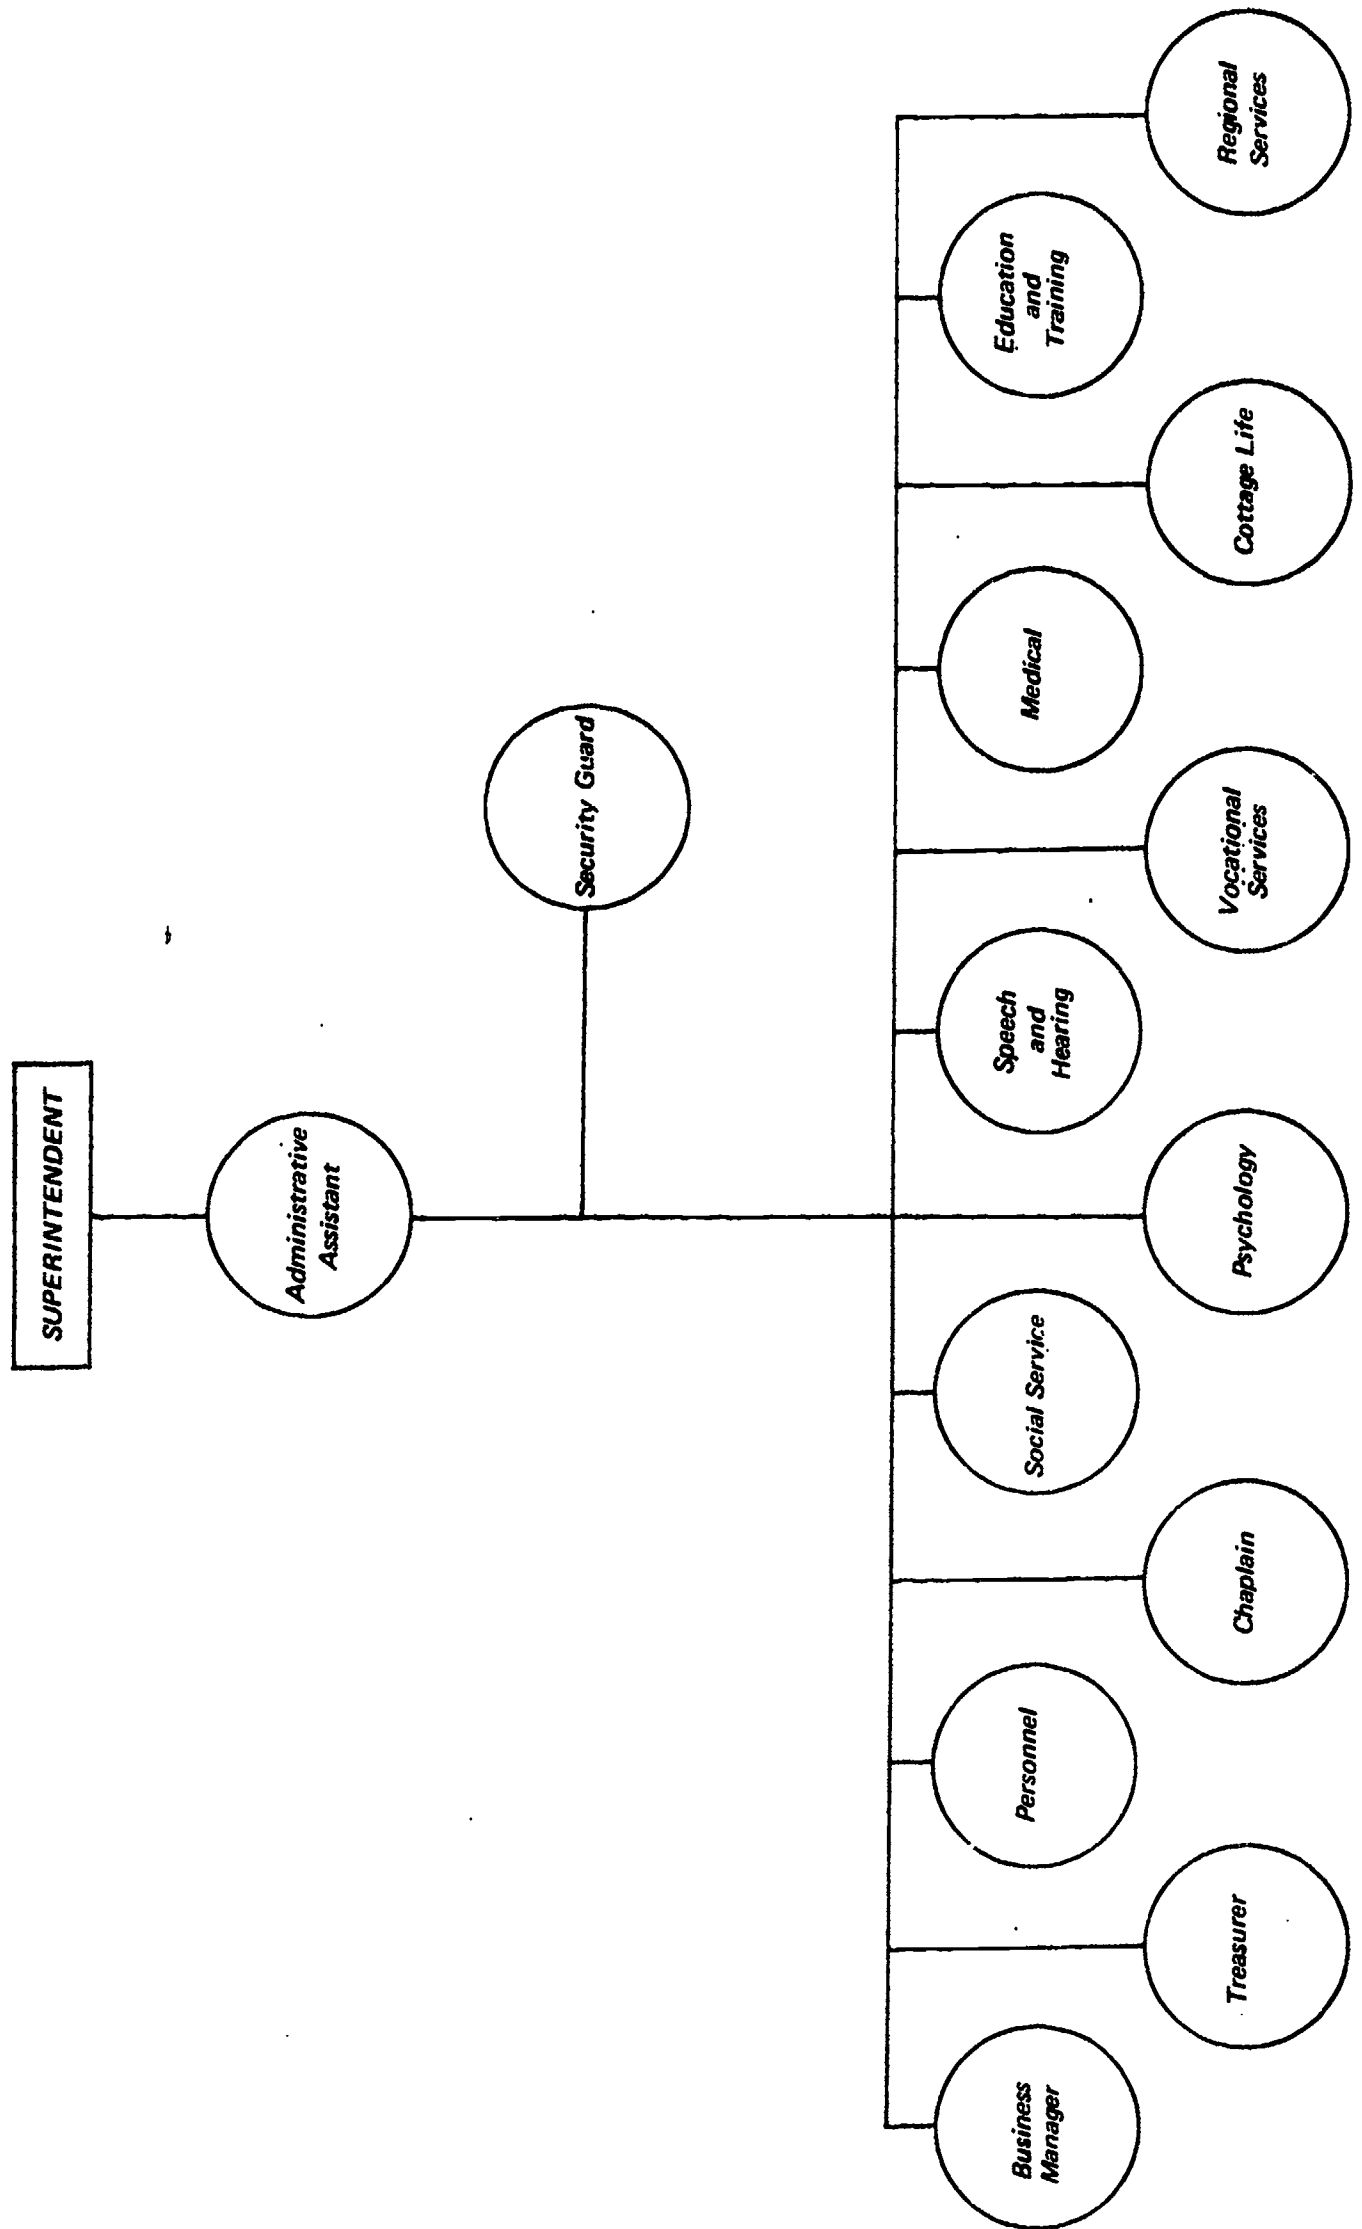 SUPERINTENDENT
Administrative
Assistant
Security Guard
Business
Manager
Treasurer
Personnel
Chaplain
Social Service
Psychology
Speech
and
Hearing
Vocational
Services
Medical
Cottage Life
Education
and
Training
Regional
Services